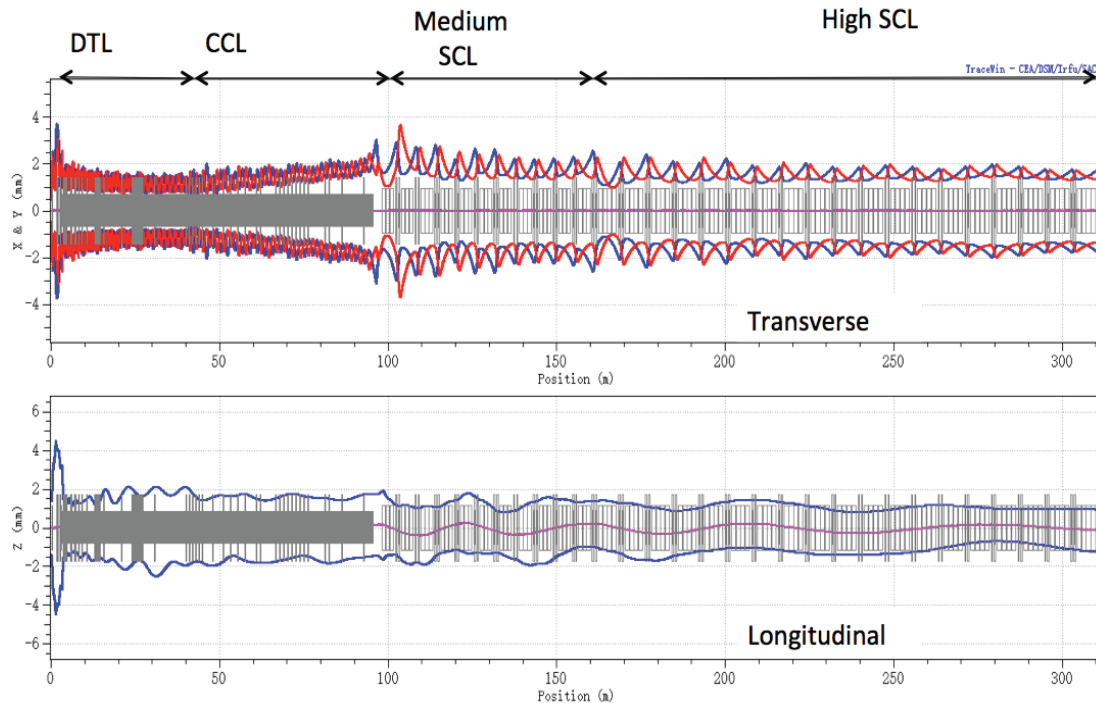 DTL
CCL
Medium
SCL
High SCL
TraceWin - CEA/DSM/Irfu/SAC
X & Y (mm)
4
2
0
-2
-4
Transverse
0
50
100
150
200
250
300
Position (m)
Z (mm)
6
4
2
0
-2
-4
-6
Longitudinal
0
50
100
150
200
250
300
Position (m)